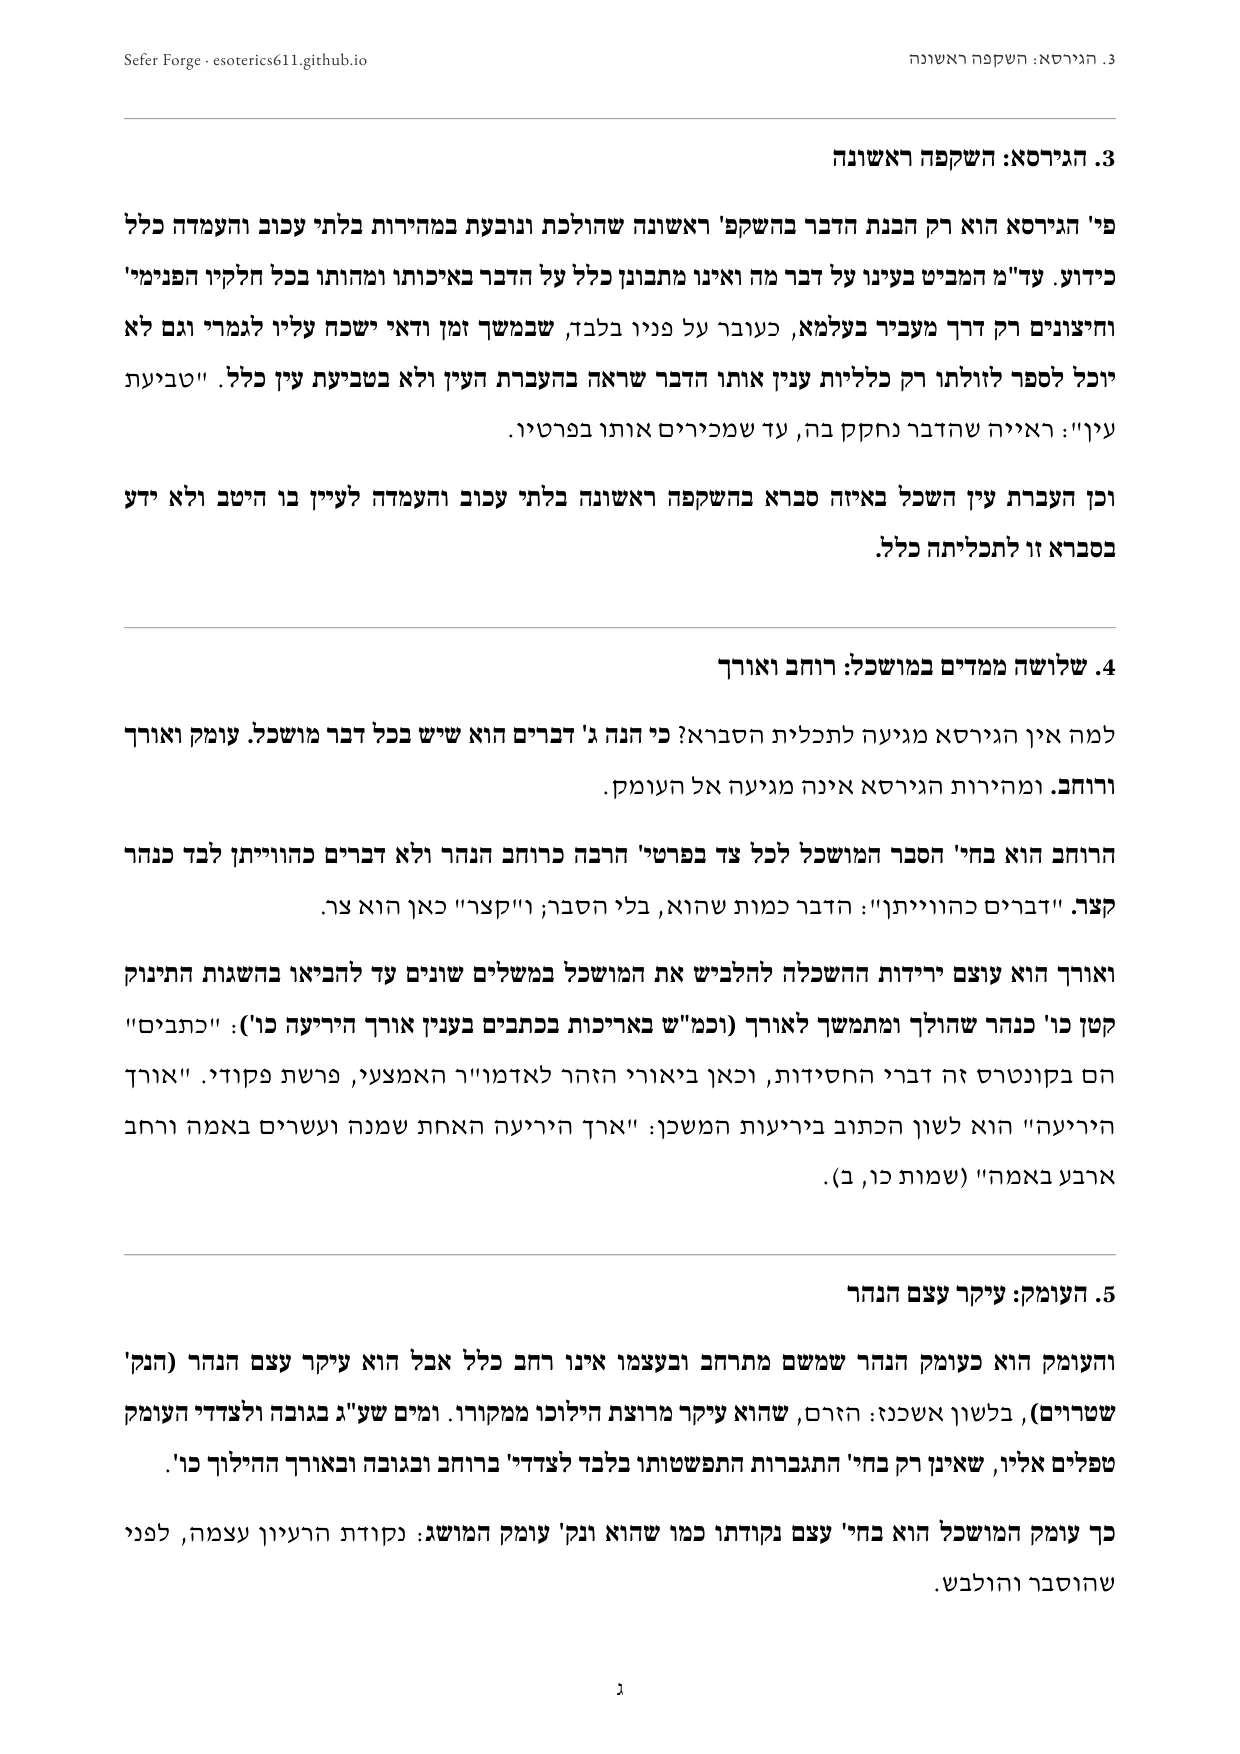 3. הגירסא: השקפה ראשונה
Sefer Forge · esoterics611.github.io
3. הגירסא: השקפה ראשונה
פי' הגירסא הוא רק הבנת הדבר בהשקפ' ראשונה שהולכת ונובעת במהירות בלתי עכוב והעמדה כלל
כידוע. עד"מ המביט בעינו על דבר מה ואינו מתבונן כלל על הדבר באיכותו ומהותו בכל חלקיו הפנימי'
וחיצונים רק דרך מעביר בעלמא, כעובר על פניו בלבד, שבמשך זמן ודאי ישכח עליו לגמרי וגם לא
יוכל לספר לזולתו רק כלליות ענין אותו הדבר שראה בהעברת העין ולא בטביעת עין כלל. "טביעת
עין": ראייה שהדבר נחקק בה, עד שמכירים אותו בפרטיו.
וכן העברת עין השכל באיזה סברא בהשקפה ראשונה בלתי עכוב והעמדה לעיין בו היטב ולא ידע
בסברא זו לתכליתה כלל.
4. שלושה ממדים במושכל: רוחב ואורך
למה אין הגירסא מגיעה לתכלית הסברא? כי הנה ג' דברים הוא שיש בכל דבר מושכל. עומק ואורך
ורוחב. ומהירות הגירסא אינה מגיעה אל העומק.
הרוחב הוא בחי' הסבר המושכל לכל צד בפרטי' הרבה כרוחב הנהר ולא דברים כהווייתן לבד כנהר
קצר. "דברים כהווייתן": הדבר כמות שהוא, בלי הסבר; ו"קצר" כאן הוא צר.
ואורך הוא עוצם ירידות ההשכלה להלביש את המושכל במשלים שונים עד להביאו בהשגות התינוק
קטן כו' כנהר שהולך ומתמשך לאורך (וכמ"ש באריכות בכתבים בענין אורך היריעה כו'): "כתבים"
הם בקונטרס זה דברי החסידות, וכאן ביאורי הזהר לאדמו"ר האמצעי, פרשת פקודי. "אורך
היריעה" הוא לשון הכתוב ביריעות המשכן: "ארך היריעה האחת שמנה ועשרים באמה ורחב
ארבע באמה" (שמות כו, ב).
5. העומק: עיקר עצם הנהר
והעומק הוא כעומק הנהר שמשם מתרחב ובעצמו אינו רחב כלל אבל הוא עיקר עצם הנהר (הנק'
שטרוים), בלשון אשכנז: הזרם, שהוא עיקר מרוצת הילוכו ממקורו. ומים שע"ג בגובה ולצדדי העומק
טפלים אליו, שאינן רק בחי' התגברות התפשטותו בלבד לצדדי' ברוחב ובגובה ובאורך ההילוך כו'.
כך עומק המושכל הוא בחי' עצם נקודתו כמו שהוא ונק' עומק המושג: נקודת הרעיון עצמה, לפני
שהוסבר והולבש.
ג